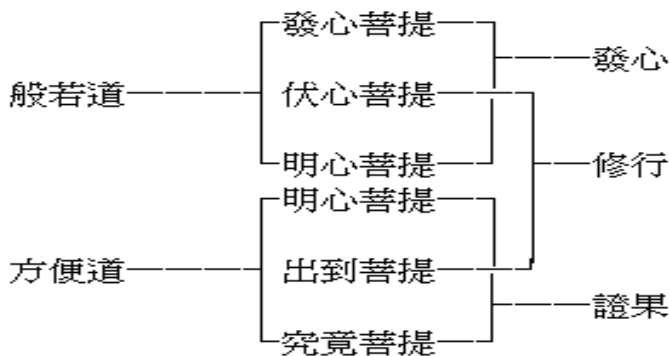 發心菩提
發心
般若道
伏心菩提
明心菩提
修行
明心菩提
方便道
出到菩提
證果
究竟菩提